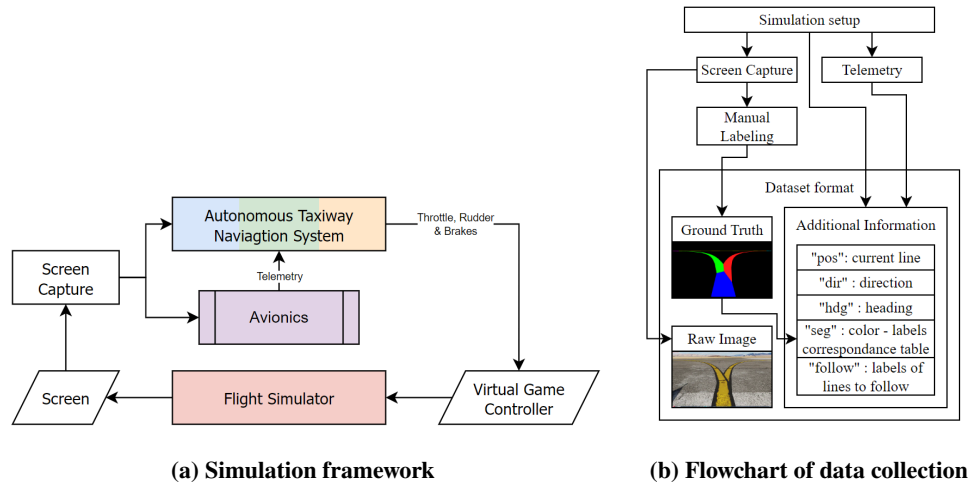 Autonomous Taxiway
Naviagtion System
Throttle, Rudder
& Brakes
Telemetry
Screen
Capture
Avionics
Screen
Flight Simulator
Virtual Game
Controller
(a) Simulation framework
Simulation setup
Screen Capture
Telemetry
Manual
Labeling
Dataset format
Ground Truth
Raw Image
Additional Information
"pos": current line
"dir" : direction
"hdg" : heading
"seg" : color - labels
correspondance table
"follow" : labels of
lines to follow
(b) Flowchart of data collection